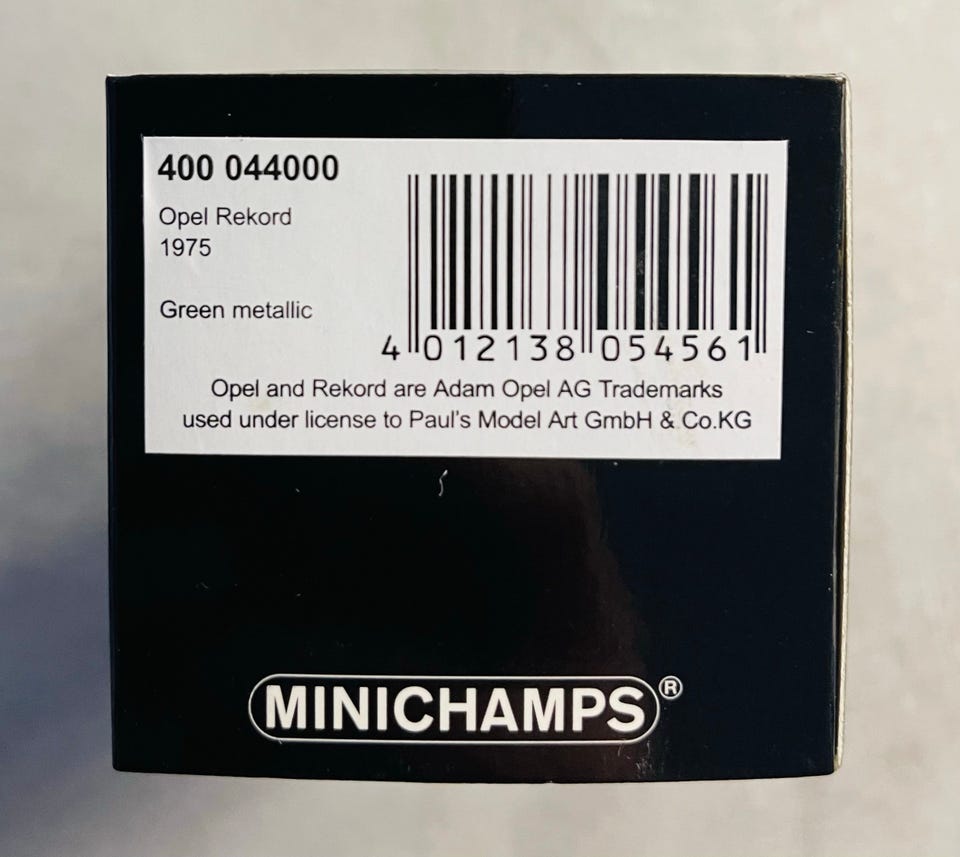 400 044000
Opel Rekord
1975
Green metallic
4 012138 054561
Opel and Rekord are Adam Opel AG Trademarks
used under license to Paul's Model Art GmbH & Co.KG
MINICHAMPS®